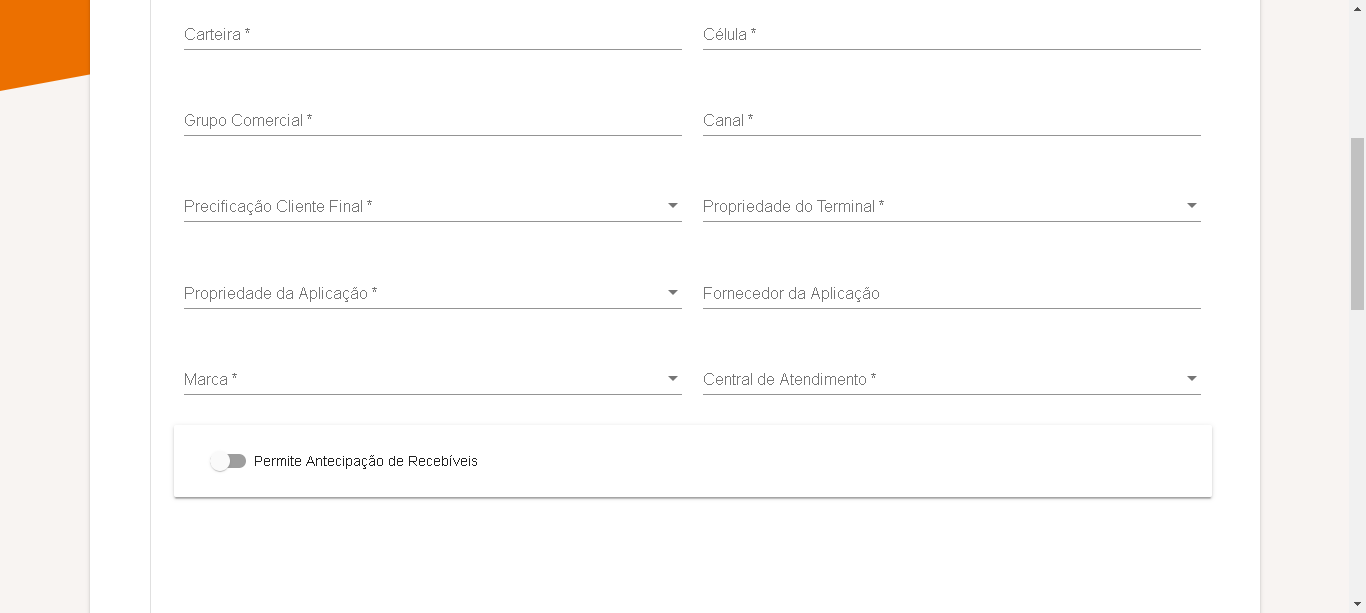 Carteira *
Célula *
Grupo Comercial *
Canal *
Precificação Cliente Final *
Propriedade do Terminal *
Propriedade da Aplicação *
Fornecedor da Aplicação
Marca *
Central de Atendimento *
Permite Antecipação de Recebíveis